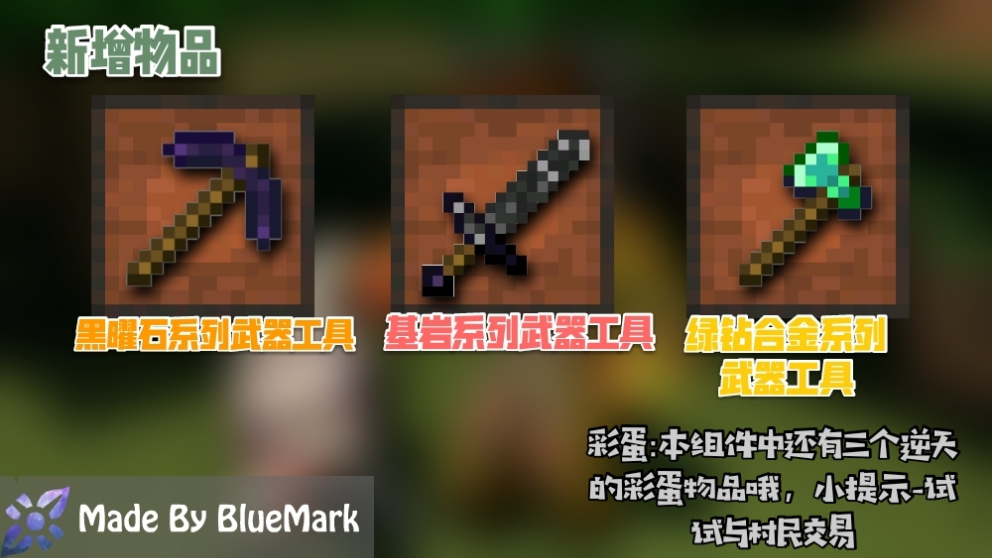 新增物品
黑曜石系列武器工具
基岩系列武器工具
绿钻合金系列
武器工具
彩蛋:本组件中还有三个逆天
的彩蛋物品哦，小提示-试
试与村民交易
Made By BlueMark